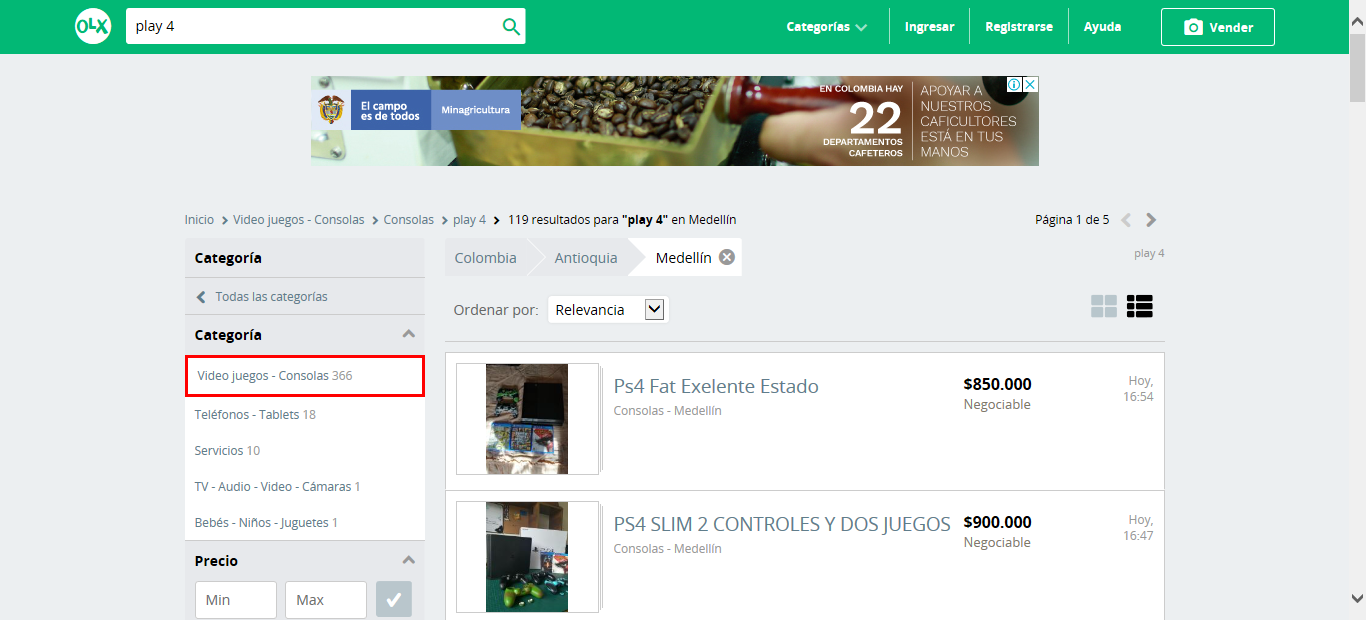 OLX
play 4
Categorías
Ingresar
Registrarse
Ayuda
Vender
El campo
es de todos
Minagricultura
EN COLOMBIA HAY
22
DEPARTAMENTOS
CAFETEROS
APOYAR A
NUESTROS
CAFICULTORES
ESTÁ EN TUS
MANOS
Inicio > Video juegos - Consolas > Consolas > play 4 > 119 resultados para "play 4" en Medellín
Página 1 de 5
Categoría
Todas las categorías
Categoría
Video juegos - Consolas 366
Teléfonos - Tablets 18
Servicios 10
TV - Audio - Video - Cámaras 1
Bebés - Niños - Juguetes 1
Precio
Min
Max
Colombia
Antioquia
Medellín
play 4
Ordenar por:
Relevancia
Ps4 Fat Exelente Estado
Consolas - Medellín
$850.000
Negociable
Hoy,
16:54
PS4 SLIM 2 CONTROLES Y DOS JUEGOS
Consolas - Medellín
$900.000
Negociable
Hoy,
16:47